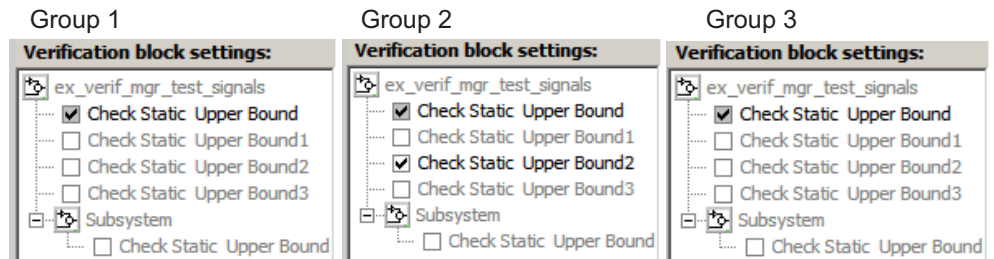 Group 1
Verification block settings:
ex_verif_mgr_test_signals
Check Static Upper Bound
Check Static Upper Bound1
Check Static Upper Bound2
Check Static Upper Bound3
Subsystem
Check Static Upper Bound
Group 2
Verification block settings:
ex_verif_mgr_test_signals
Check Static Upper Bound
Check Static Upper Bound1
Check Static Upper Bound2
Check Static Upper Bound3
Subsystem
Check Static Upper Bound
Group 3
Verification block settings:
ex_verif_mgr_test_signals
Check Static Upper Bound
Check Static Upper Bound1
Check Static Upper Bound2
Check Static Upper Bound3
Subsystem
Check Static Upper Bound